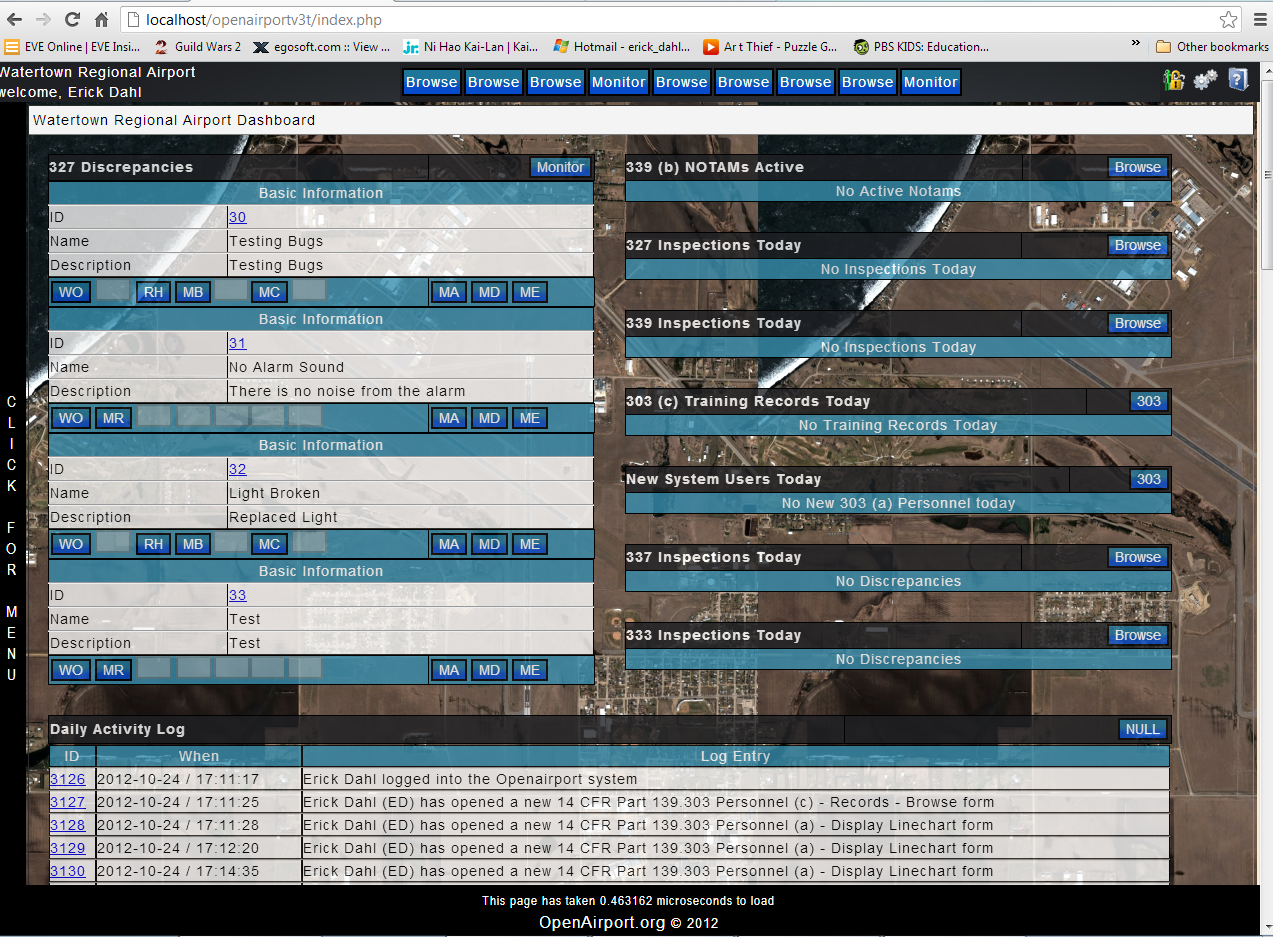 localhost/openairportv3t/index.php
EVE Online | EVE Insi... Guild Wars 2 egosoft.com :: View ... Ni Hao Kai-Lan | Kai... Hotmail - erick_dahl... Art Thief - Puzzle G... PBS KIDS: Education... » Other bookmarks
Watertown Regional Airport
welcome, Erick Dahl
Browse Browse Browse Monitor Browse Browse Browse Browse Monitor
Watertown Regional Airport Dashboard
CLICK FOR MENU
327 Discrepancies Monitor
Basic Information
ID 30
Name Testing Bugs
Description Testing Bugs
WO RH MB MC MA MD ME
Basic Information
ID 31
Name No Alarm Sound
Description There is no noise from the alarm
WO MR MA MD ME
Basic Information
ID 32
Name Light Broken
Description Replaced Light
WO RH MB MC MA MD ME
Basic Information
ID 33
Name Test
Description Test
WO MR MA MD ME
339 (b) NOTAMs Active Browse
No Active Notams
327 Inspections Today Browse
No Inspections Today
339 Inspections Today Browse
No Inspections Today
303 (c) Training Records Today 303
No Training Records Today
New System Users Today 303
No New 303 (a) Personnel today
337 Inspections Today Browse
No Discrepancies
333 Inspections Today Browse
No Discrepancies
Daily Activity Log NULL
ID When Log Entry
3126 2012-10-24 / 17:11:17 Erick Dahl logged into the Openairport system
3127 2012-10-24 / 17:11:25 Erick Dahl (ED) has opened a new 14 CFR Part 139.303 Personnel (c) - Records - Browse form
3128 2012-10-24 / 17:11:28 Erick Dahl (ED) has opened a new 14 CFR Part 139.303 Personnel (a) - Display Linechart form
3129 2012-10-24 / 17:12:20 Erick Dahl (ED) has opened a new 14 CFR Part 139.303 Personnel (a) - Display Linechart form
3130 2012-10-24 / 17:14:35 Erick Dahl (ED) has opened a new 14 CFR Part 139.303 Personnel (a) - Display Linechart form
This page has taken 0.463162 microseconds to load
OpenAirport.org © 2012